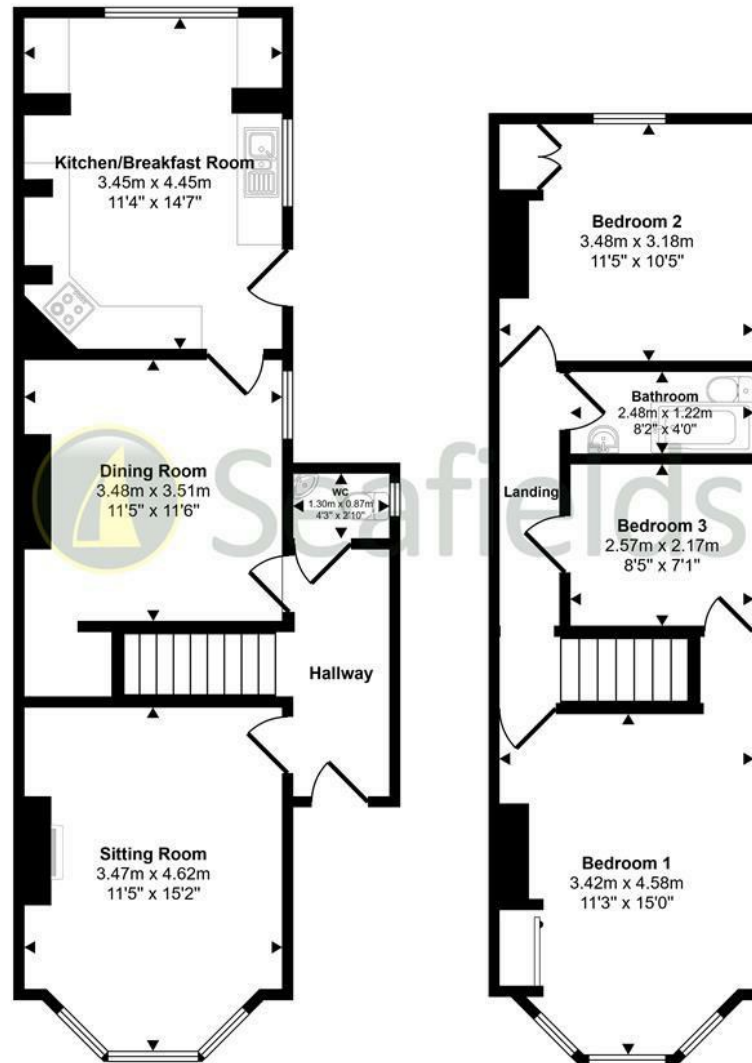 Kitchen/Breakfast Room
3.45m x 4.45m
11'4" x 14'7"
Dining Room
3.48m x 3.51m
11'5" x 11'6"
WC
1.30m x 0.87m
4'3" x 2'10"
Hallway
Sitting Room
3.47m x 4.62m
11'5" x 15'2"
Bedroom 2
3.48m x 3.18m
11'5" x 10'5"
Bathroom
2.48m x 1.22m
8'2" x 4'0"
Landing
Bedroom 3
2.57m x 2.17m
8'5" x 7'1"
Bedroom 1
3.42m x 4.58m
11'3" x 15'0"
Seafields